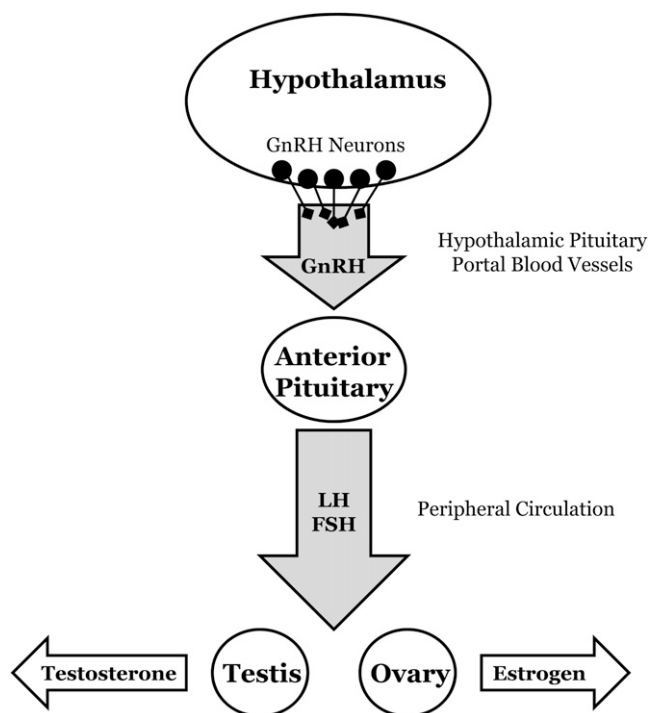 Hypothalamus
GnRH Neurons
GnRH
Hypothalamic Pituitary
Portal Blood Vessels
Anterior
Pituitary
LH
FSH
Peripheral Circulation
Testosterone
Testis
Ovary
Estrogen